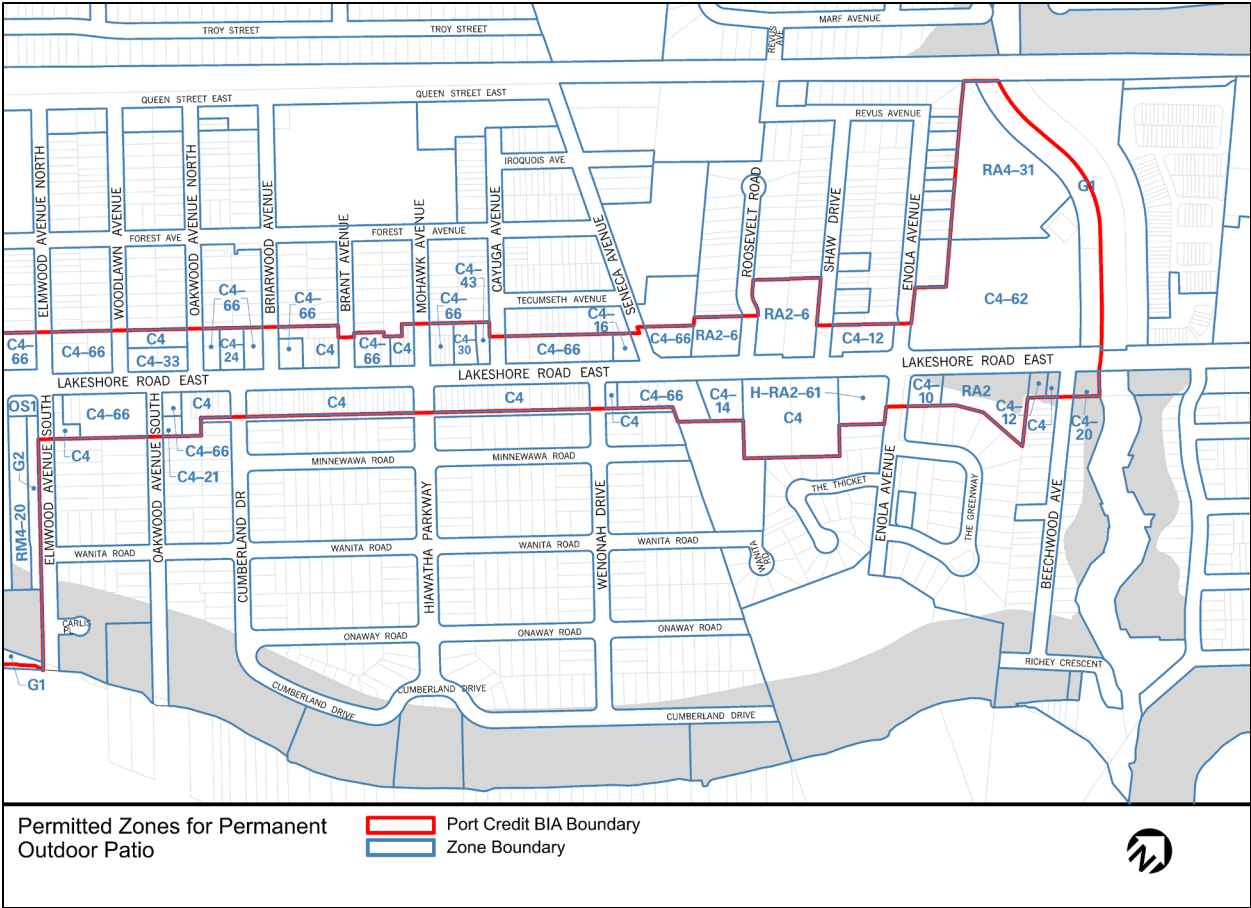 TROY STREET
TROY STREET
MARF AVENUE
REVUS
AVE
QUEEN STREET EAST
QUEEN STREET EAST
REVUS AVENUE
IROQUOIS AVE
ELMWOOD AVENUE NORTH
WOODLAWN AVENUE
OAKWOOD AVENUE NORTH
BRIARWOOD AVENUE
BRANT AVENUE
MOHAWK AVENUE
CAYUGA AVENUE
SENECA AVENUE
ROOSEVELT ROAD
SHAW DRIVE
ENOLA AVENUE
RA4–31
G1
FOREST AVE
FOREST AVENUE
TECUMSETH AVENUE
C4–
66
C4–
66
C4–
66
C4–
43
C4–
16
C4–62
RA2–6
C4–
66
C4–66
C4
C4–33
C4–
24
C4
C4–
66
C4
C4–
30
C4–66
C4–66
RA2–6
C4–12
LAKESHORE ROAD EAST
LAKESHORE ROAD EAST
LAKESHORE ROAD EAST
OS1
C4–66
C4
C4
C4
C4–66
C4
C4–
14
H–RA2–61
C4
C4–
10
RA2
C4–
12
C4
C4–
20
C4
C4–66
C4–21
G2
RM4–20
ELMWOOD AVENUE SOUTH
OAKWOOD AVENUE SOUTH
CUMBERLAND DR
HIAWATHA PARKWAY
WENONAH DRIVE
MINNEWAWA ROAD
MINNEWAWA ROAD
THE THICKET
ENOLA AVENUE
THE GREENWAY
BEECHWOOD AVE
WANITA ROAD
WANITA ROAD
WANITA ROAD
WANITA ROAD
WANITA
RD
CARLIS
PL
ONAWAY ROAD
ONAWAY ROAD
ONAWAY ROAD
RICHEY CRESCENT
G1
CUMBERLAND DRIVE
CUMBERLAND DRIVE
CUMBERLAND DRIVE
Permitted Zones for Permanent
Outdoor Patio
Port Credit BIA Boundary
Zone Boundary
N